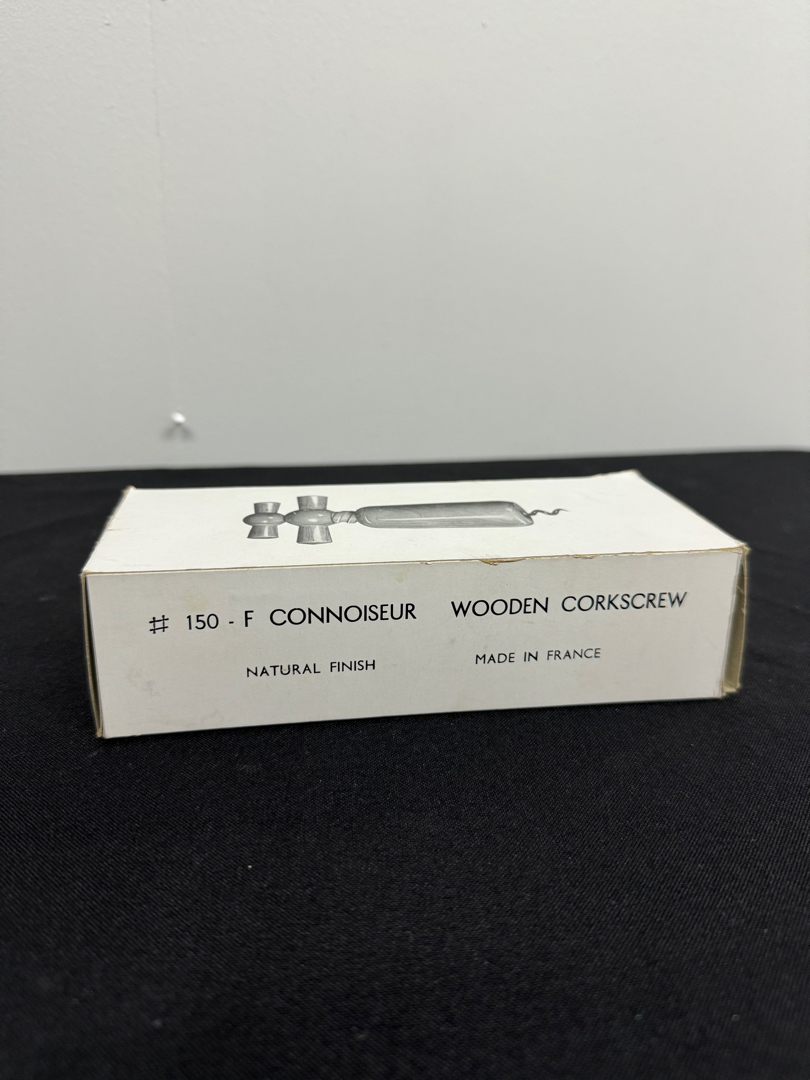 # 150 - F CONNOISEUR WOODEN CORKSCREW
NATURAL FINISH MADE IN FRANCE